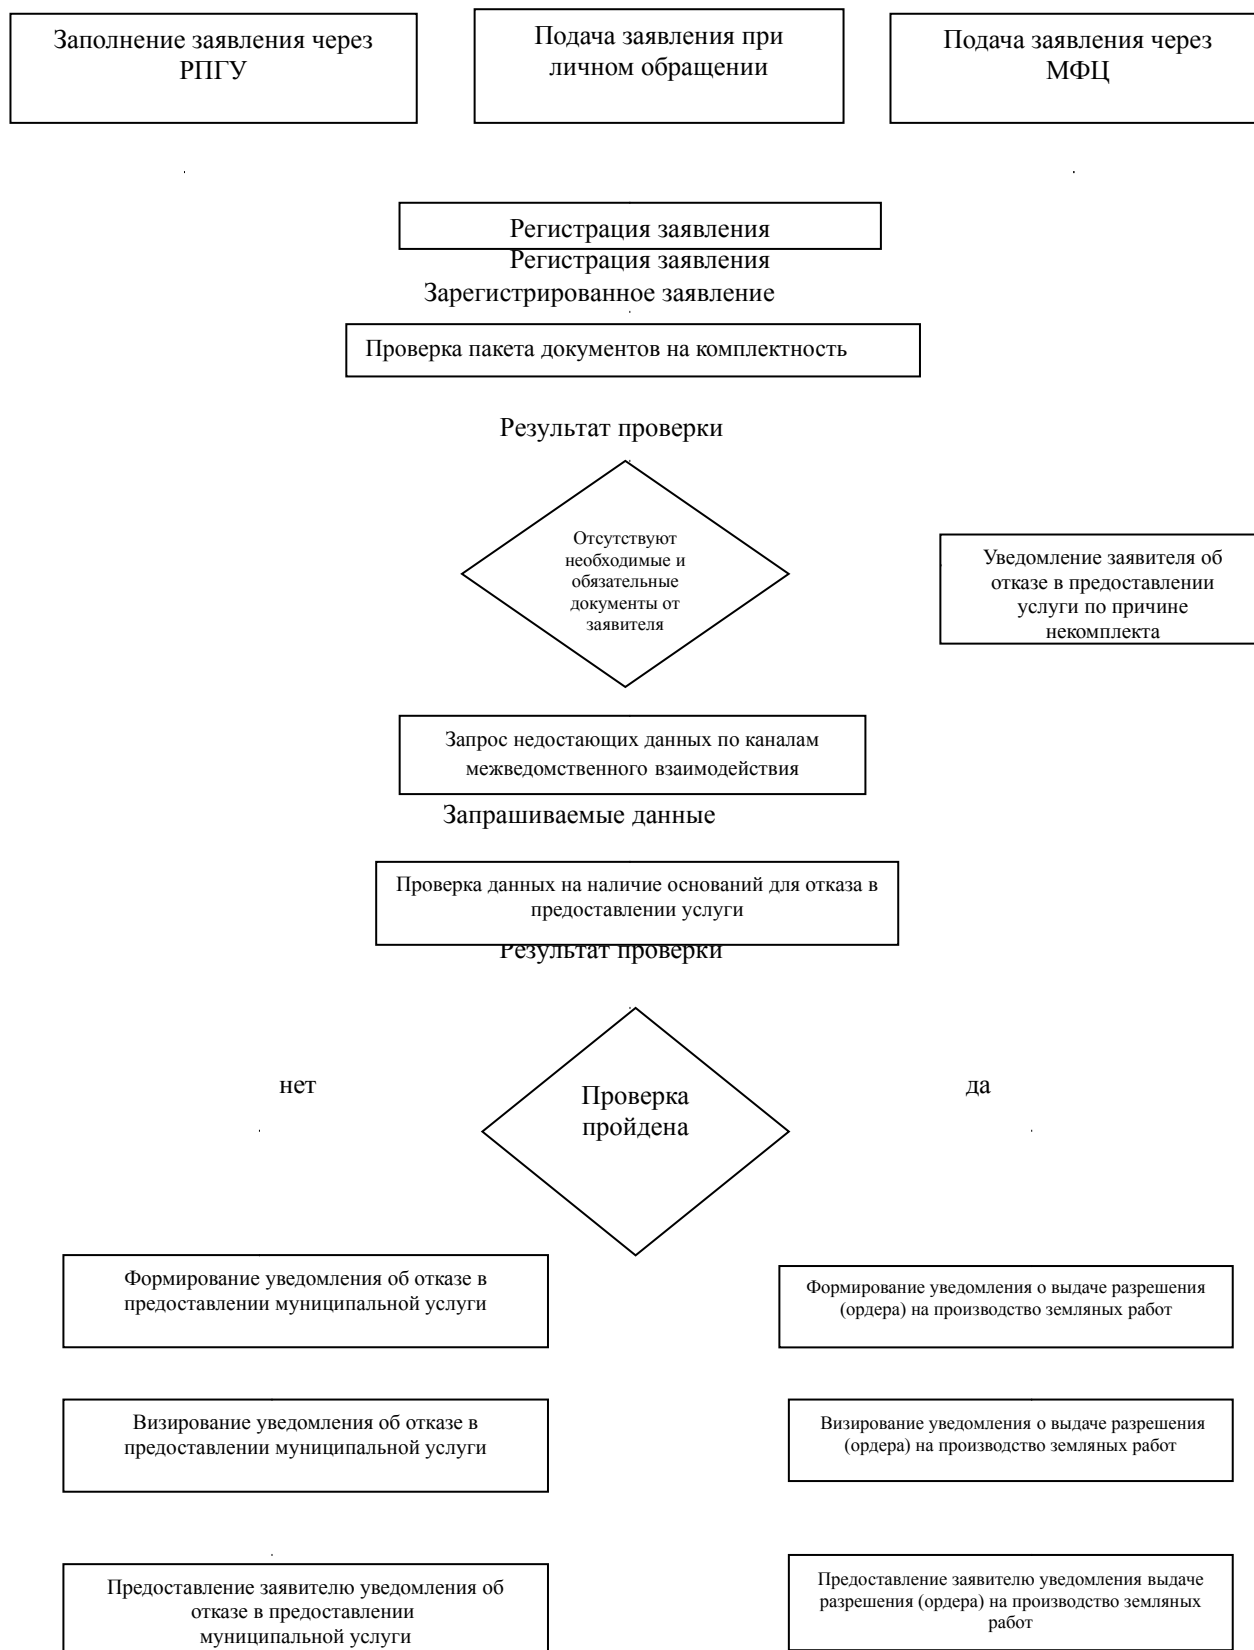 Заполнение заявления через
РПГУ
Подача заявления при
личном обращении
Подача заявления через
МФЦ
Регистрация заявления
Регистрация заявления
Зарегистрированное заявление
Проверка пакета документов на комплектность
Результат проверки
Отсутствуют
необходимые и
обязательные
документы от
заявителя
Уведомление заявителя об
отказе в предоставлении
услуги по причине
некомплекта
Запрос недостающих данных по каналам
межведомственного взаимодействия
Запрашиваемые данные
Проверка данных на наличие оснований для отказа в
предоставлении услуги
Результат проверки
нет
Проверка
пройдена
да
Формирование уведомления об отказе в
предоставлении муниципальной услуги
Формирование уведомления о выдаче разрешения
(ордера) на производство земляных работ
Визирование уведомления об отказе в
предоставлении муниципальной услуги
Визирование уведомления о выдаче разрешения
(ордера) на производство земляных работ
Предоставление заявителю уведомления об
отказе в предоставлении
муниципальной услуги
Предоставление заявителю уведомления выдаче
разрешения (ордера) на производство земляных
работ